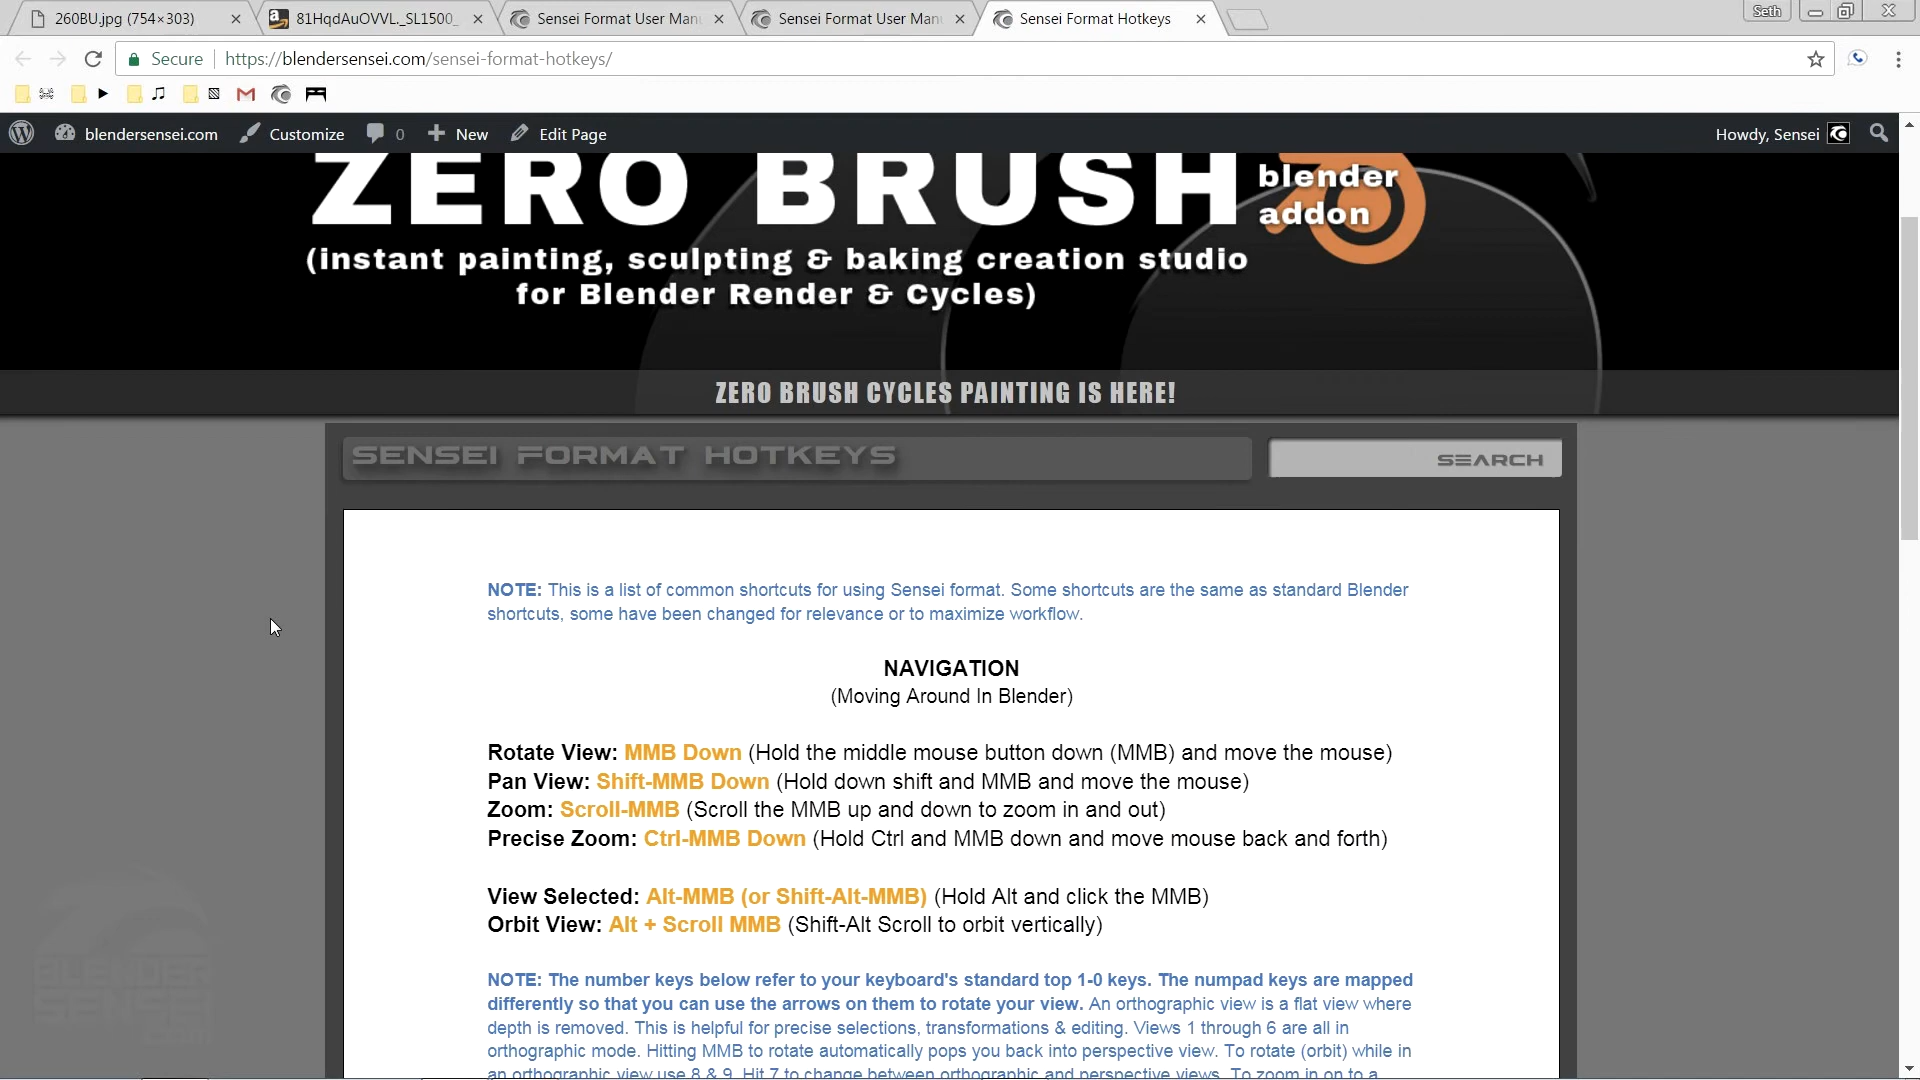 260BU.jpg (754×303)
81HqdAuOVVL._SL1500_
Sensei Format User Man
Sensei Format User Man
Sensei Format Hotkeys
Seth
Secure
https://blendersensei.com/sensei-format-hotkeys/
blendersensei.com
Customize
0
New
Edit Page
Howdy, Sensei
ZERO BRUSH
blender
addon
(instant painting, sculpting & baking creation studio
for Blender Render & Cycles)
ZERO BRUSH CYCLES PAINTING IS HERE!
SENSEI FORMAT HOTKEYS
SEARCH
NOTE: This is a list of common shortcuts for using Sensei format. Some shortcuts are the same as standard Blender
shortcuts, some have been changed for relevance or to maximize workflow.
NAVIGATION
(Moving Around In Blender)
Rotate View: MMB Down (Hold the middle mouse button down (MMB) and move the mouse)
Pan View: Shift-MMB Down (Hold down shift and MMB and move the mouse)
Zoom: Scroll-MMB (Scroll the MMB up and down to zoom in and out)
Precise Zoom: Ctrl-MMB Down (Hold Ctrl and MMB down and move mouse back and forth)
View Selected: Alt-MMB (or Shift-Alt-MMB) (Hold Alt and click the MMB)
Orbit View: Alt + Scroll MMB (Shift-Alt Scroll to orbit vertically)
NOTE: The number keys below refer to your keyboard's standard top 1-0 keys. The numpad keys are mapped
differently so that you can use the arrows on them to rotate your view. An orthographic view is a flat view where
depth is removed. This is helpful for precise selections, transformations & editing. Views 1 through 6 are all in
orthographic mode. Hitting MMB to rotate automatically pops you back into perspective view. To rotate (orbit) while in
an orthographic view use 8 & 9. Hit 7 to change between orthographic and perspective views. To zoom in on to a
BLENDER
SENSEI
.COM